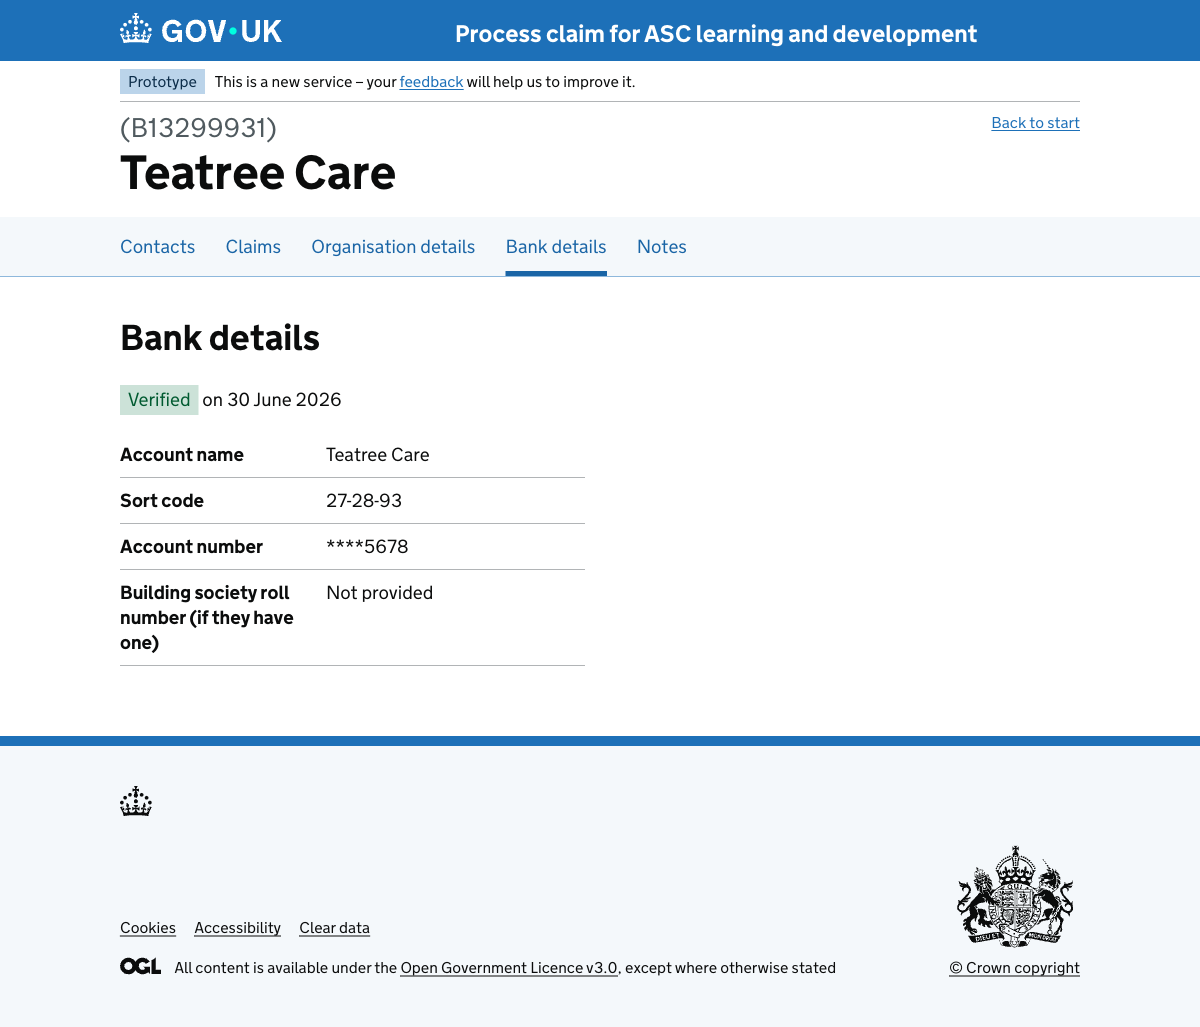 GOV·UK
Process claim for ASC learning and development
Prototype This is a new service – your feedback will help us to improve it.
(B13299931)
Back to start
Teatree Care
Contacts Claims Organisation details Bank details Notes
Bank details
Verified on 30 June 2026
Account name Teatree Care
Sort code 27-28-93
Account number ****5678
Building society roll Not provided
number (if they have
one)
Cookies Accessibility Clear data
OGL All content is available under the Open Government Licence v3.0, except where otherwise stated
© Crown copyright